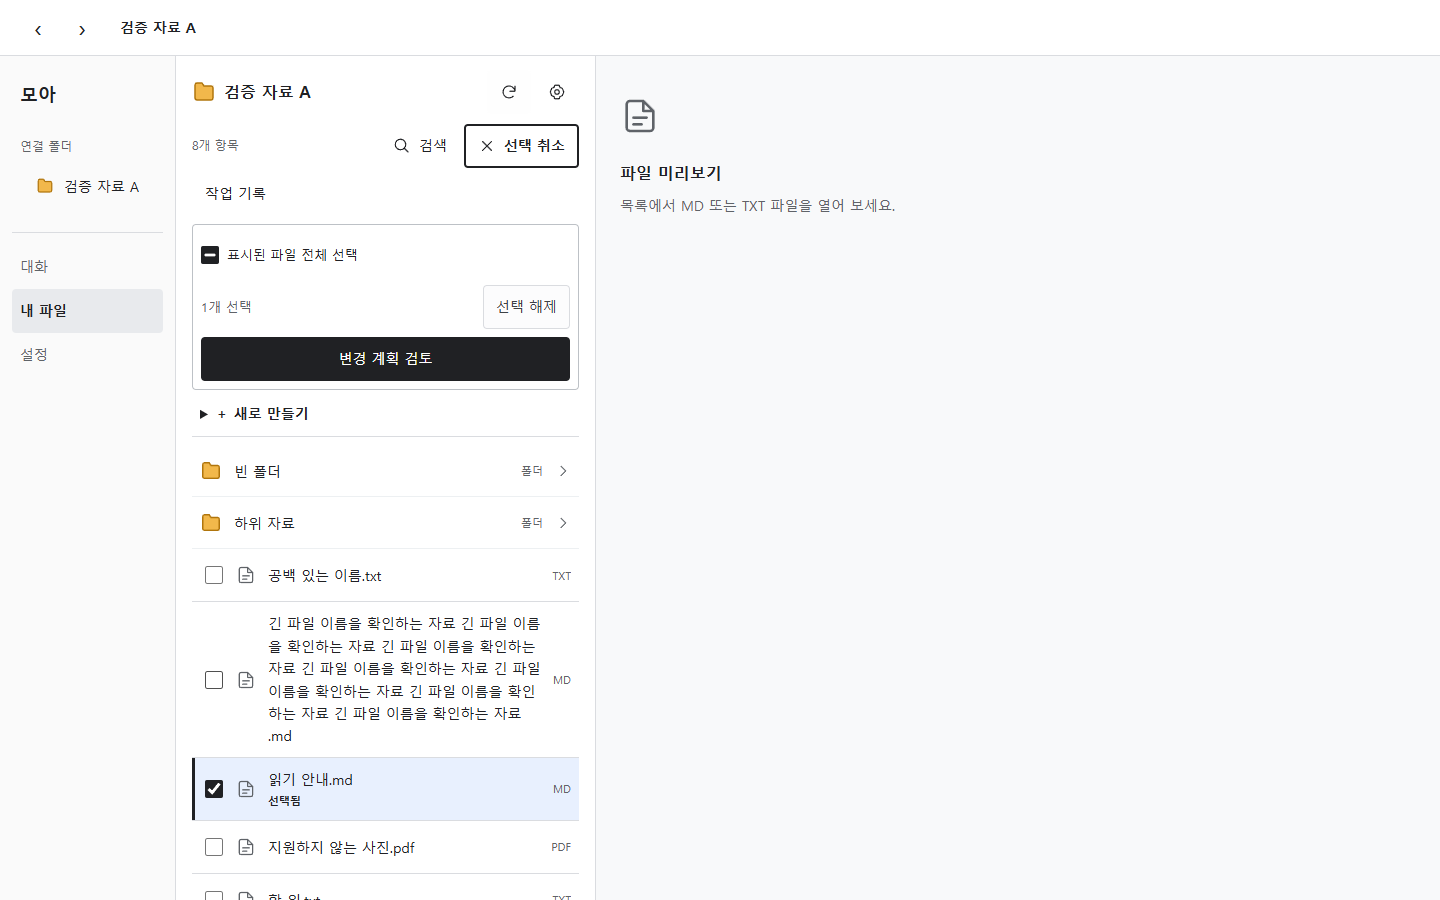 검증 자료 A
모아
연결 폴더
검증 자료 A
대화
내 파일
설정
검증 자료 A
8개 항목
검색
선택 취소
작업 기록
표시된 파일 전체 선택
1개 선택
선택 해제
변경 계획 검토
+ 새로 만들기
빈 폴더
폴더
하위 자료
폴더
공백 있는 이름.txt
TXT
긴 파일 이름을 확인하는 자료 긴 파일 이름
을 확인하는 자료 긴 파일 이름을 확인하는
자료 긴 파일 이름을 확인하는 자료 긴 파일
이름을 확인하는 자료 긴 파일 이름을 확인
하는 자료 긴 파일 이름을 확인하는 자료
.md
MD
읽기 안내.md
선택됨
MD
지원하지 않는 사진.pdf
PDF
파일 미리보기
목록에서 MD 또는 TXT 파일을 열어 보세요.